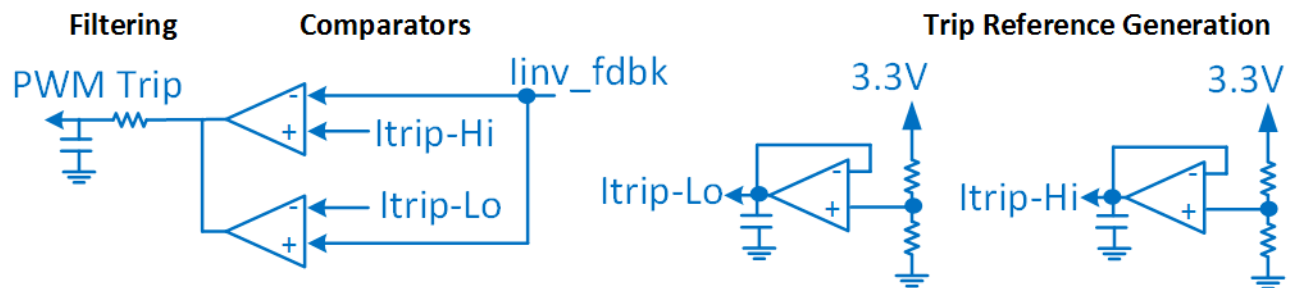 Filtering
Comparators
Trip Reference Generation
PWM Trip
Iinv_fdbk
-
+
Itrip-Hi
-
+
Itrip-Lo
3.3V
-
+
Itrip-Lo
3.3V
-
+
Itrip-Hi